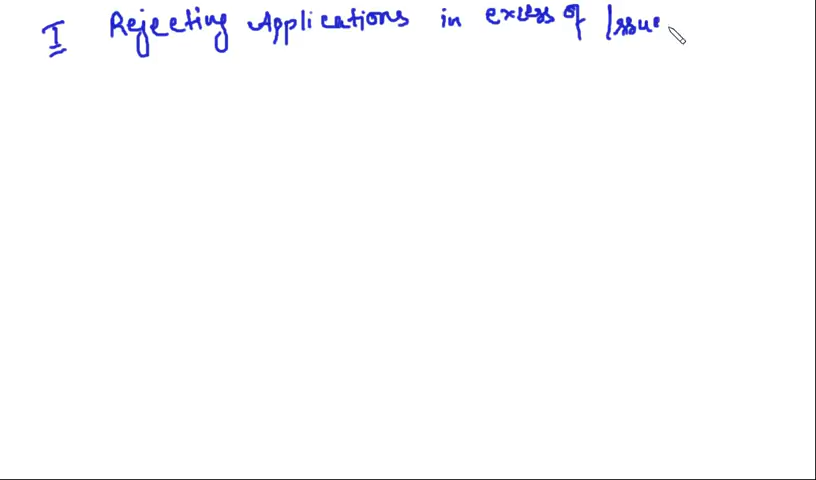 I Rejecting Applications in excess of Issue